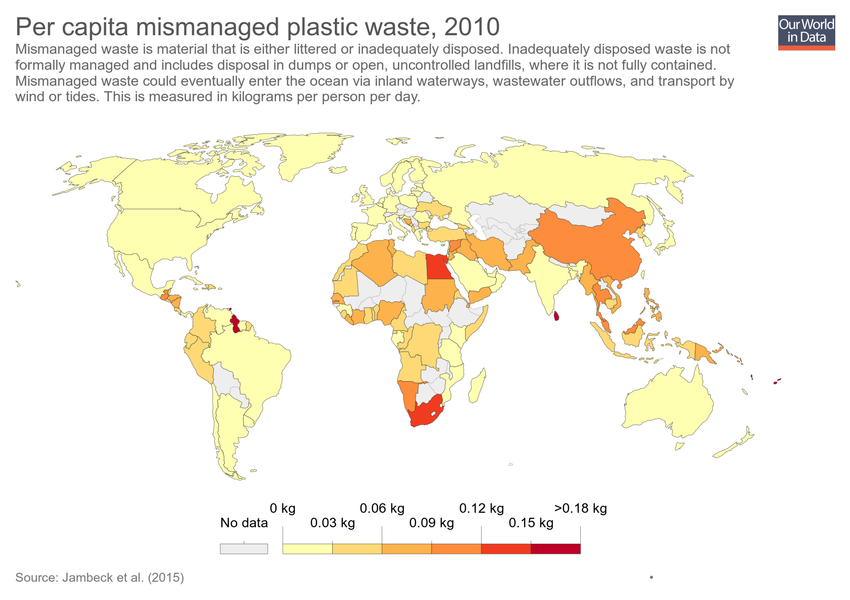 Per capita mismanaged plastic waste, 2010
Our World
in Data
Mismanaged waste is material that is either littered or inadequately disposed. Inadequately disposed waste is not
formally managed and includes disposal in dumps or open, uncontrolled landfills, where it is not fully contained.
Mismanaged waste could eventually enter the ocean via inland waterways, wastewater outflows, and transport by
wind or tides. This is measured in kilograms per person per day.
0 kg 0.06 kg 0.12 kg >0.18 kg
No data 0.03 kg 0.09 kg 0.15 kg
Source: Jambeck et al. (2015)